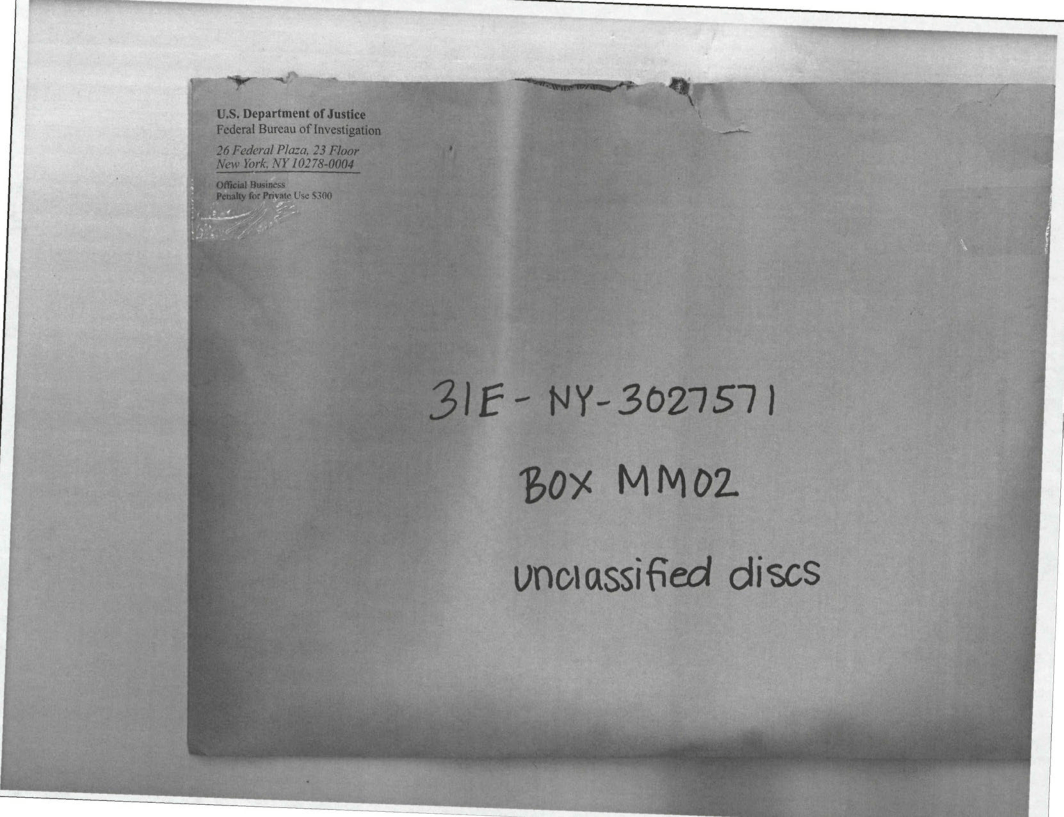 U.S. Department of Justice
Federal Bureau of Investigation
26 Federal Plaza, 23 Floor
New York, NY 10278-0004
Official Business
Penalty for Private Use $300
31E-NY-3027571
BOX MM02
unclassified discs